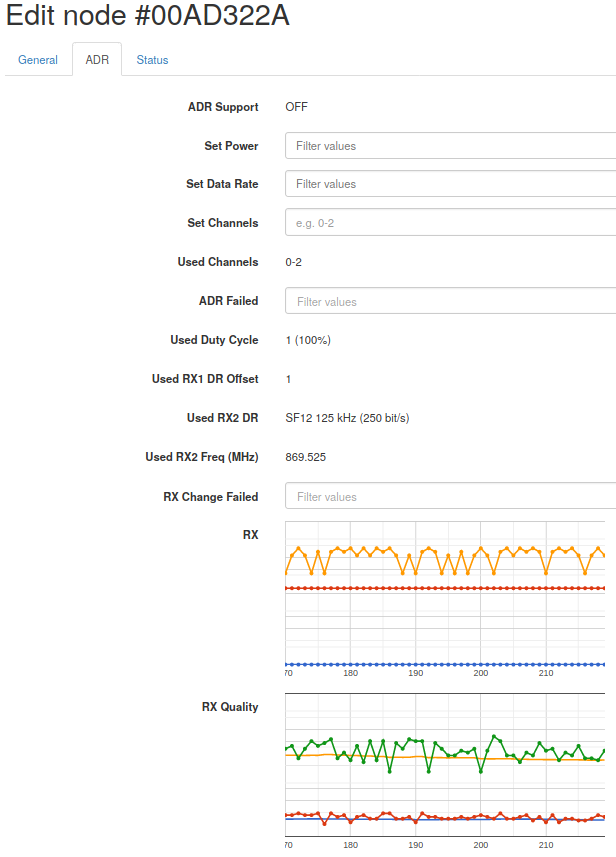 Edit node #00AD322A
General ADR Status
ADR Support OFF
Set Power Filter values
Set Data Rate Filter values
Set Channels e.g. 0-2
Used Channels 0-2
ADR Failed Filter values
Used Duty Cycle 1 (100%)
Used RX1 DR Offset 1
Used RX2 DR SF12 125 kHz (250 bit/s)
Used RX2 Freq (MHz) 869.525
RX Change Failed Filter values
RX
70 180 190 200 210
RX Quality
70 180 190 200 210